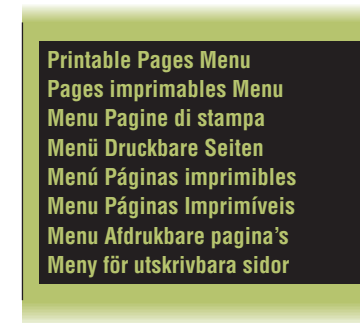 Printable Pages Menu
Pages imprimables Menu
Menu Pagine di stampa
Menü Druckbare Seiten
Menú Páginas imprimibles
Menu Páginas Imprimíveis
Menu Afdrukbare pagina’s
Meny för utskrivbara sidor